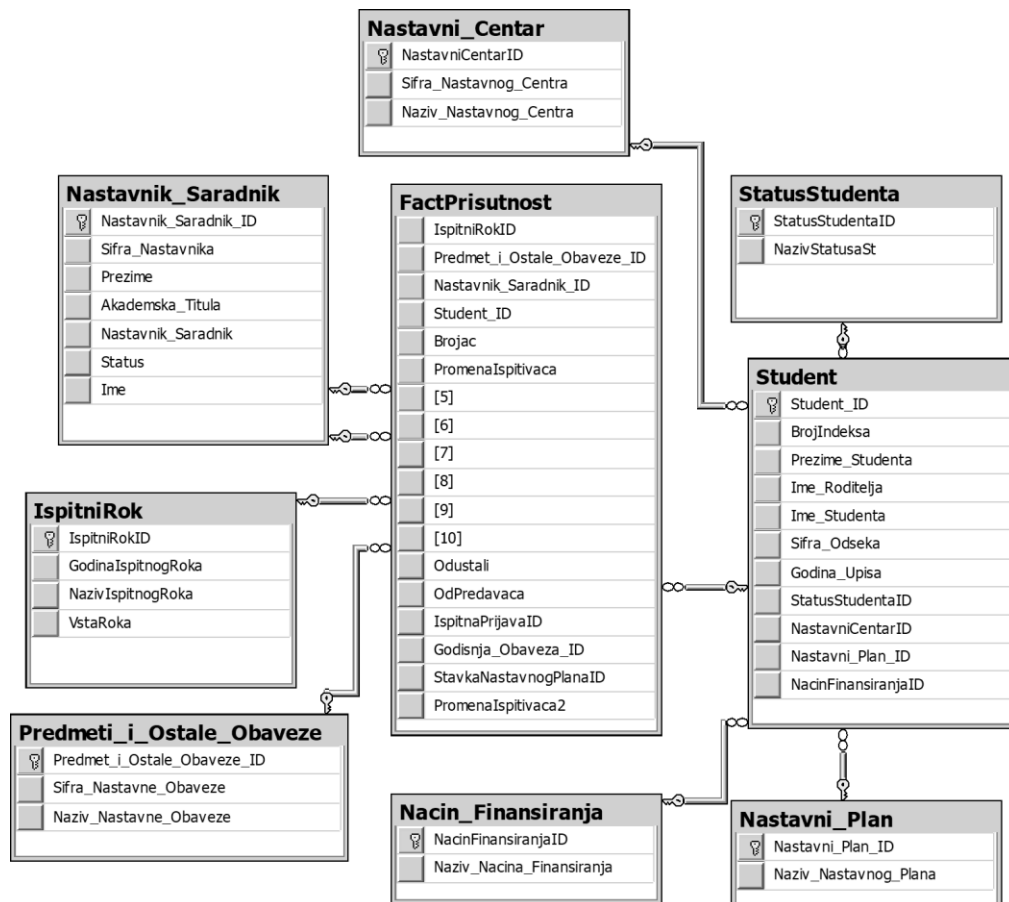 Nastavni_Centar
NastavniCentarID
Sifra_Nastavnog_Centra
Naziv_Nastavnog_Centra
Nastavnik_Saradnik
Nastavnik_Saradnik_ID
Sifra_Nastavnika
Prezime
Akademska_Titula
Nastavnik_Saradnik
Status
Ime
FactPrisutnost
IspitniRokID
Predmet_i_Ostale_Obaveze_ID
Nastavnik_Saradnik_ID
Student_ID
Brojac
PromenaIspitivaca
[5]
[6]
[7]
[8]
[9]
[10]
Odustali
OdPredavaca
IspitnaPrijavaID
Godisnja_Obaveza_ID
StavkaNastavnogPlanaID
PromenaIspitivaca2
StatusStudenta
StatusStudentaID
NazivStatusaSt
Student
Student_ID
BrojIndeksa
Prezime_Studenta
Ime_Roditelja
Ime_Studenta
Sifra_Odseka
Godina_Upisa
StatusStudentaID
NastavniCentarID
Nastavni_Plan_ID
NacinFinansiranjaID
IspitniRok
IspitniRokID
GodinaIspitnogRoka
NazivIspitnogRoka
VstaRoka
Predmeti_i_Ostale_Obaveze
Predmet_i_Ostale_Obaveze_ID
Sifra_Nastavne_Obaveze
Naziv_Nastavne_Obaveze
Nacin_Finansiranja
NacinFinansiranjaID
Naziv_Nacina_Finansiranja
Nastavni_Plan
Nastavni_Plan_ID
Naziv_Nastavnog_Plana